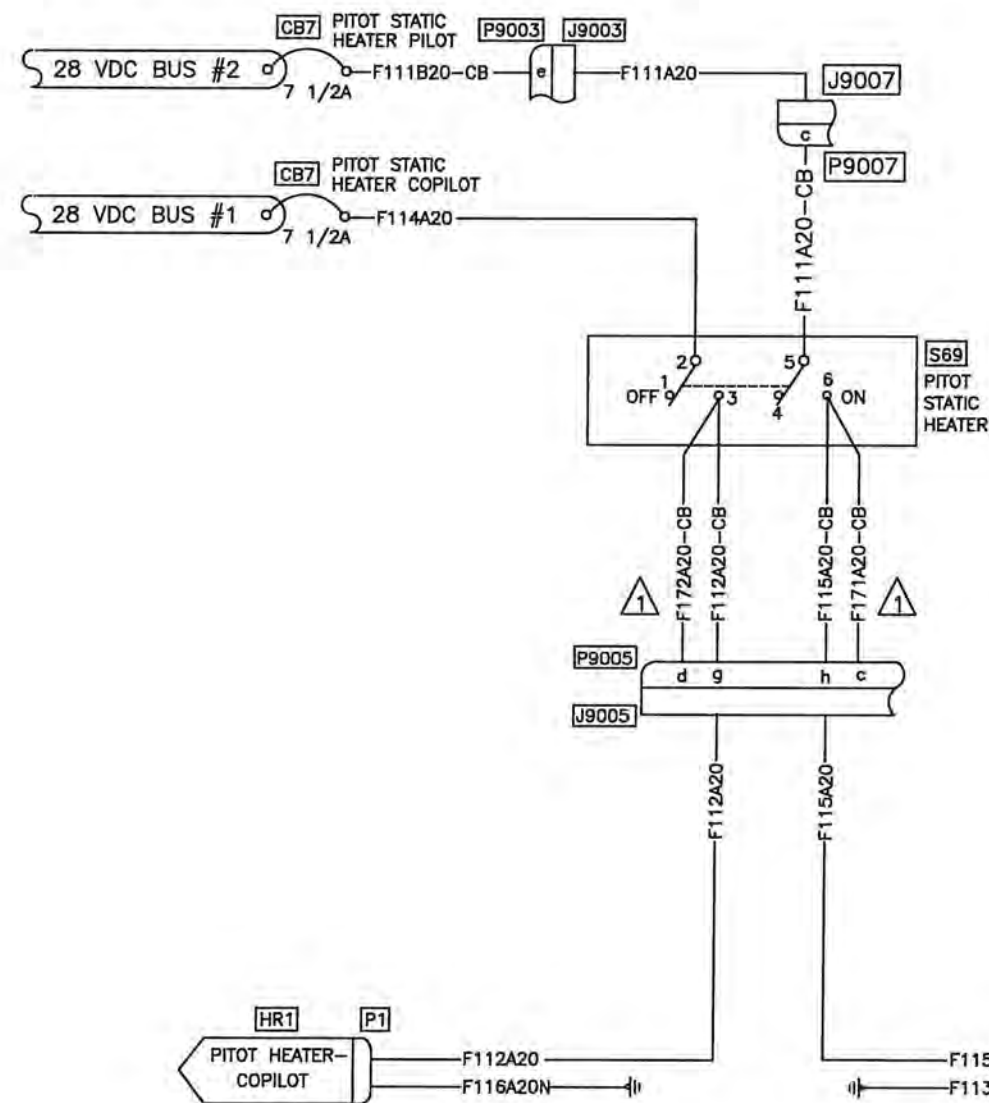 CB7 PITOT STATIC HEATER PILOT
P9003 J9003
28 VDC BUS #2
7 1/2A
F111B20-CB
e
F111A20
J9007
c
P9007
CB7 PITOT STATIC HEATER COPILOT
28 VDC BUS #1
7 1/2A
F114A20
F111A20-CB
2
5
S69
PITOT STATIC HEATER
1
OFF
3
4
6
ON
F172A20-CB
F112A20-CB
F115A20-CB
F171A20-CB
1
1
P9005
d g h c
J9005
F112A20
F115A20
HR1 P1
PITOT HEATER-COPILOT
F112A20
F116A20N
F115
F113